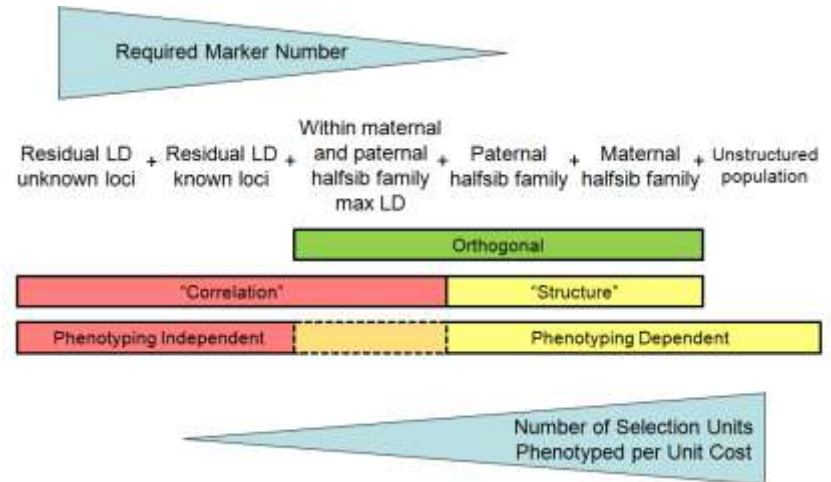 Required Marker Number
Residual LD
unknown loci
+
Residual LD
known loci
+
Within maternal
and paternal
halfsib family
max LD
+
Paternal
halfsib family
+
Maternal
halfsib family
+
Unstructured
population
Orthogonal
"Correlation"
"Structure"
Phenotyping Independent
Phenotyping Dependent
Number of Selection Units
Phenotyped per Unit Cost